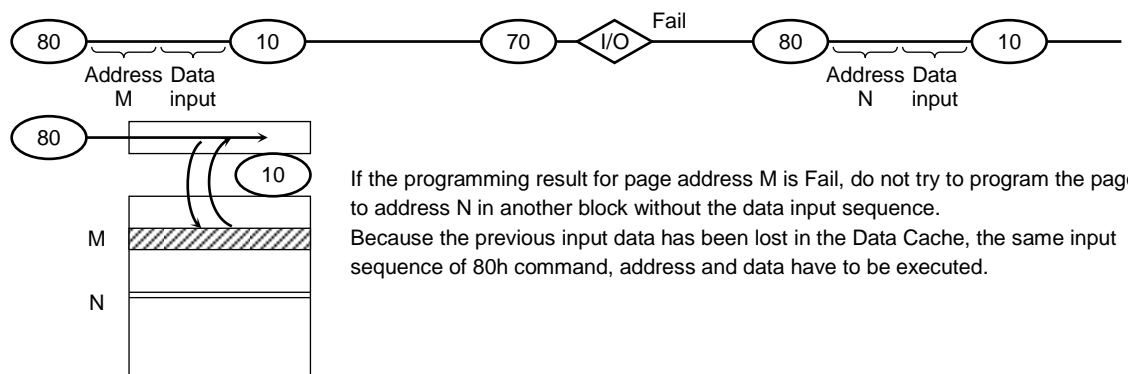 80 10 70 I/O Fail 80 10
Address Data Address Data
M input N input
80
10
If the programming result for page address M is Fail, do not try to program the page
to address N in another block without the data input sequence.
M
Because the previous input data has been lost in the Data Cache, the same input
sequence of 80h command, address and data have to be executed.
N